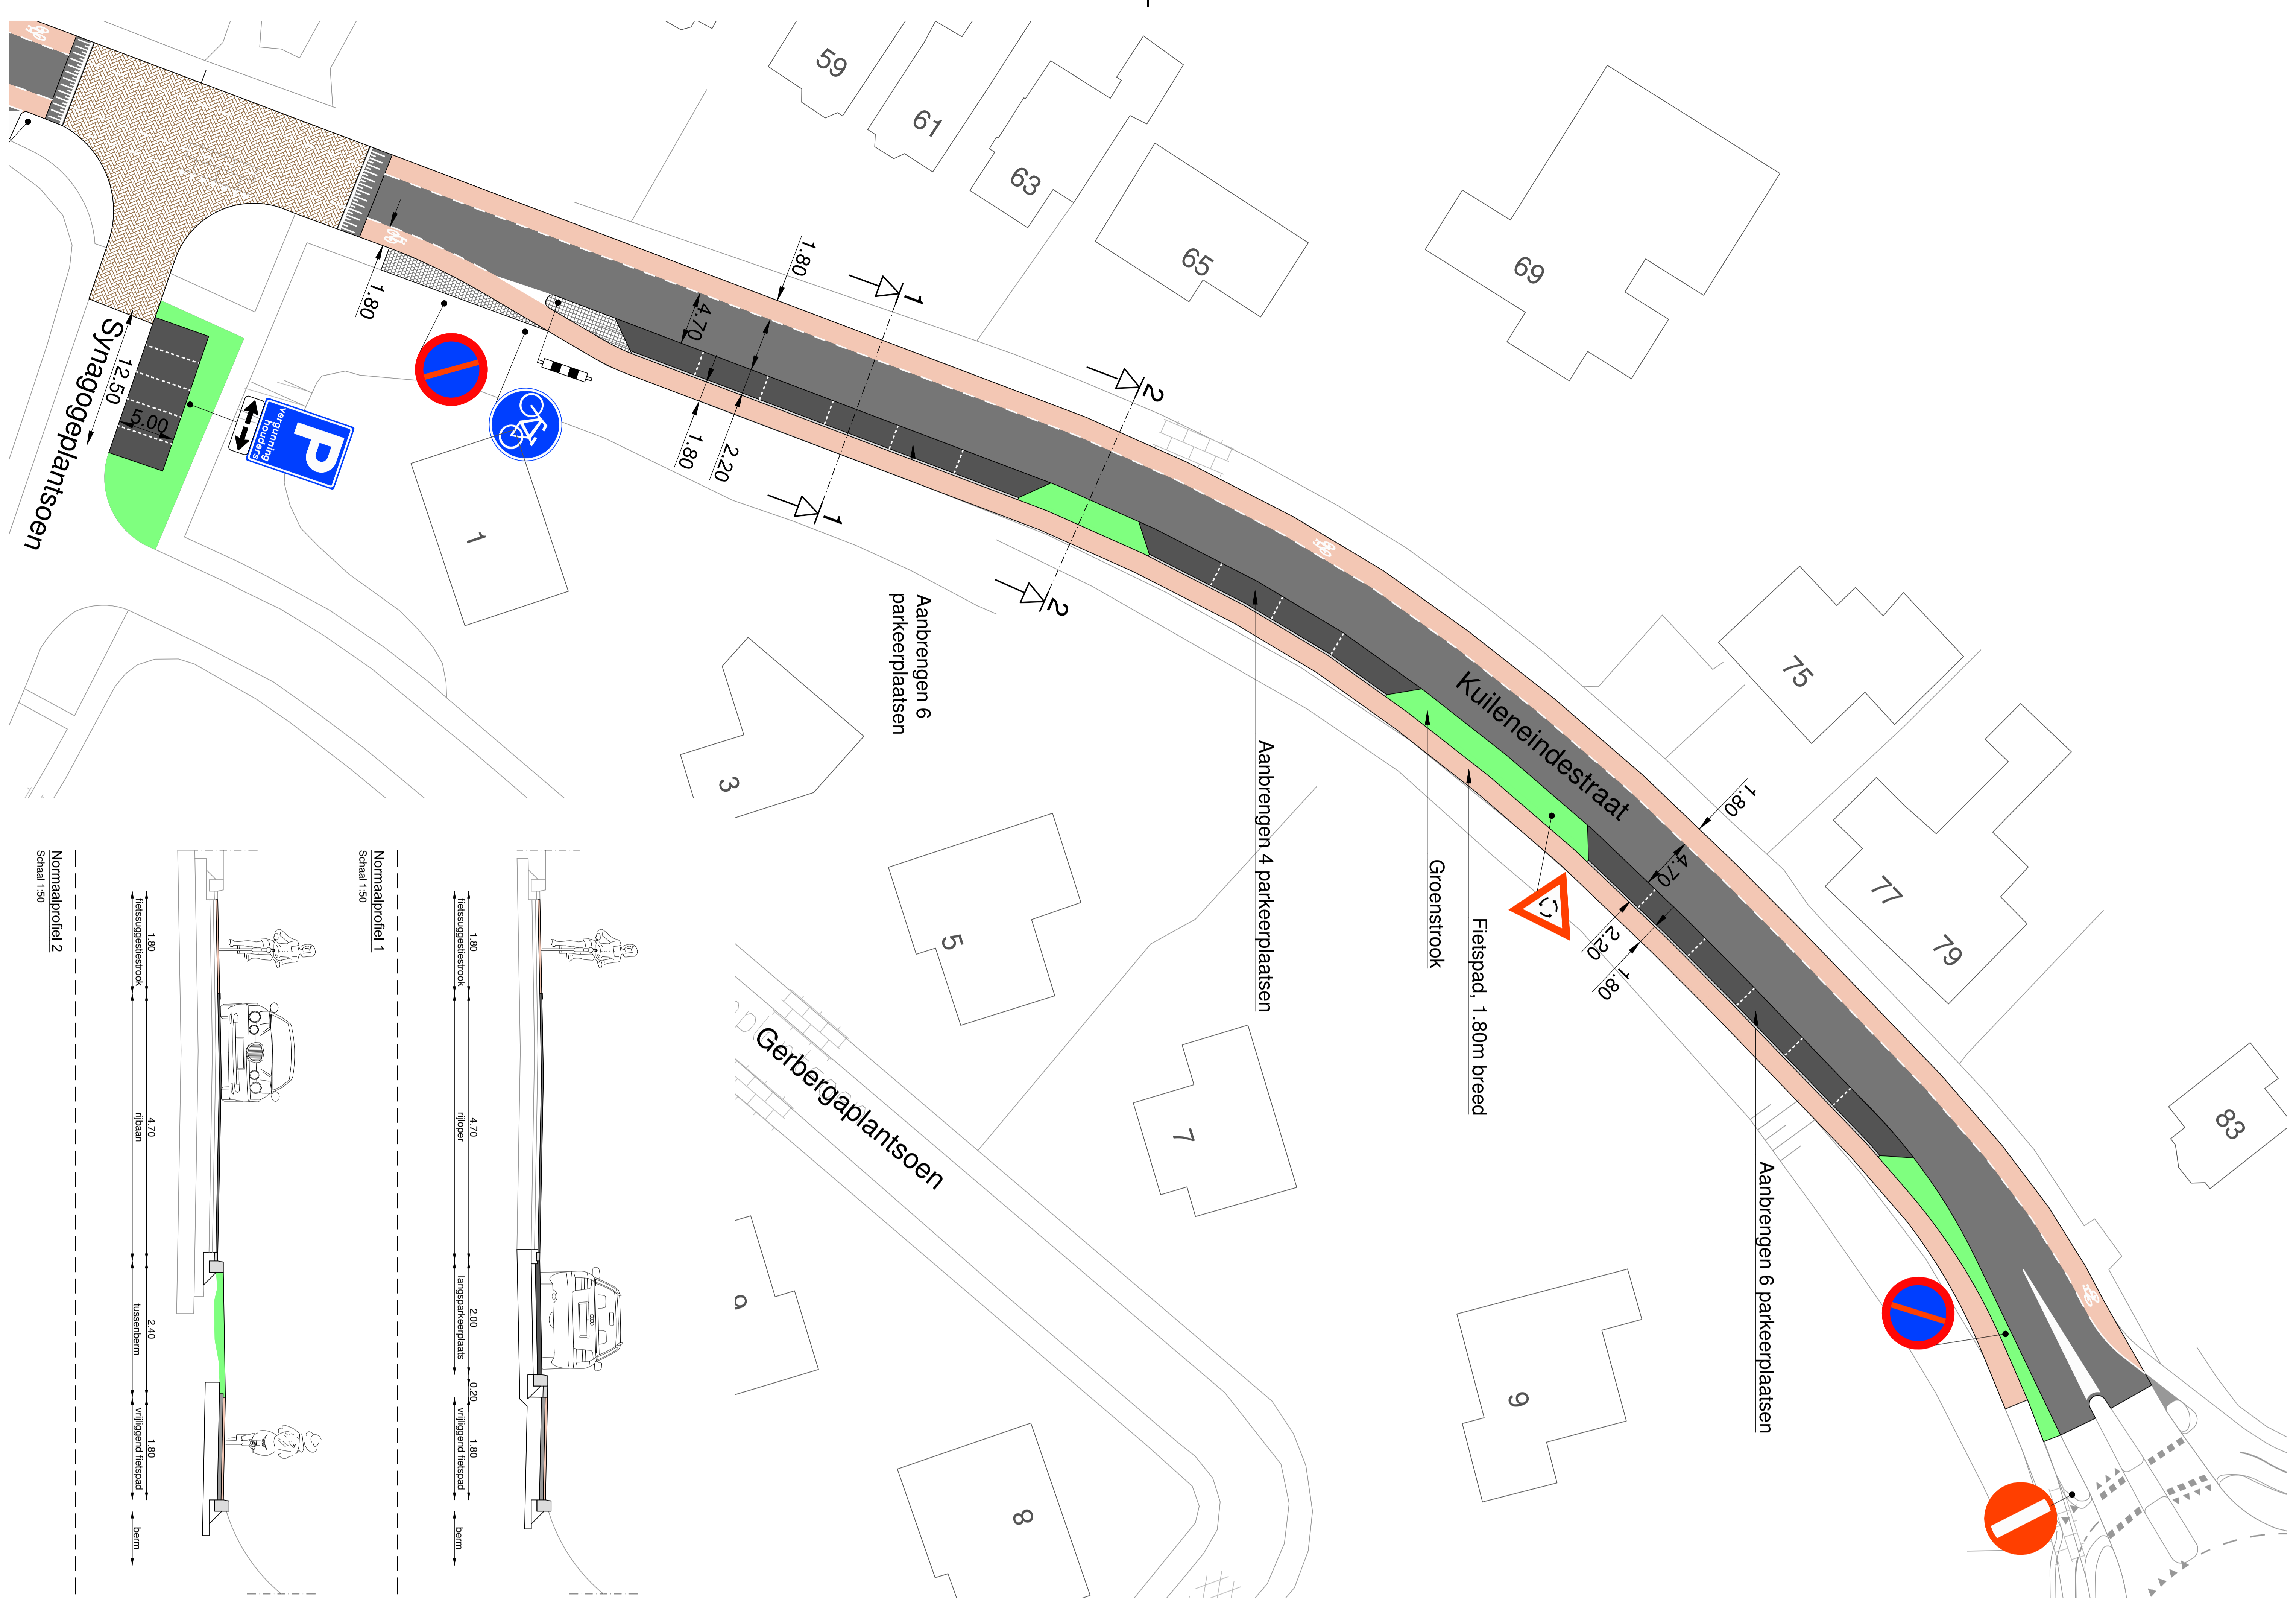 59
61
63
65
69
75
77
79
83
1
3
5
7
9
9
8
1.80
1.80
4.70
1.80
2.20
1
1
2
2
Synagogeplantsoen
12.50
5.00
P
vergunning
houders
Aanbrengen 6
parkeerplaatsen
Aanbrengen 4 parkeerplaatsen
Kuileneindestraat
Groenstrook
Fietspad, 1.80m breed
1.80
4.70
2.20
1.80
Aanbrengen 6 parkeerplaatsen
Gerbergaplantsoen
Normaalprofiel 1
Schaal 1:50
1.80
4.70
2.00
0.20
1.80
fietssuggestiestrook
rijloper
langsparkeerplaats
vrijliggend fietspad
berm
Normaalprofiel 2
Schaal 1:50
1.80
4.70
2.40
1.80
fietssuggestiestrook
rijbaan
tussenberm
vrijliggend fietspad
berm